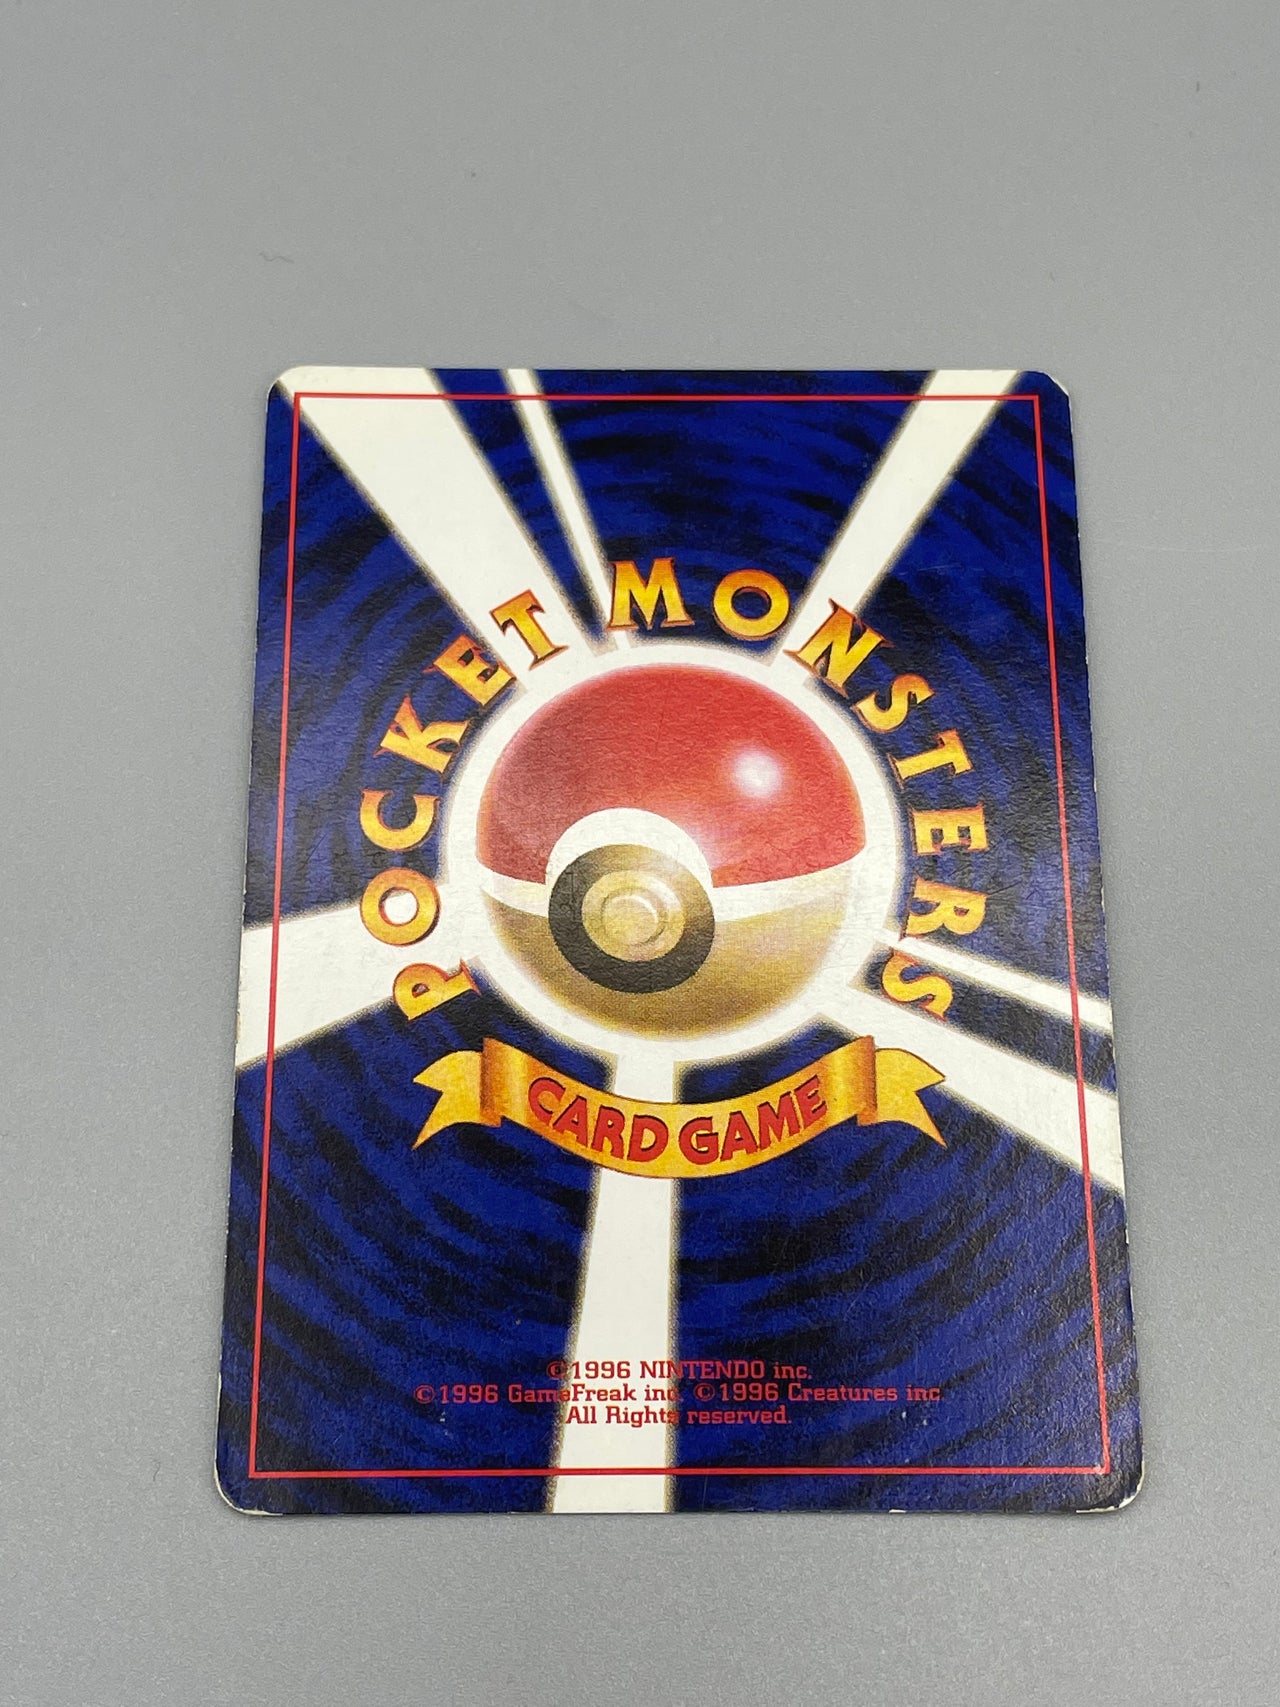 POCKET MONSTERS
CARD GAME
©1996 NINTENDO inc.
©1996 GameFreak inc. ©1996 Creatures inc.
All Rights reserved.